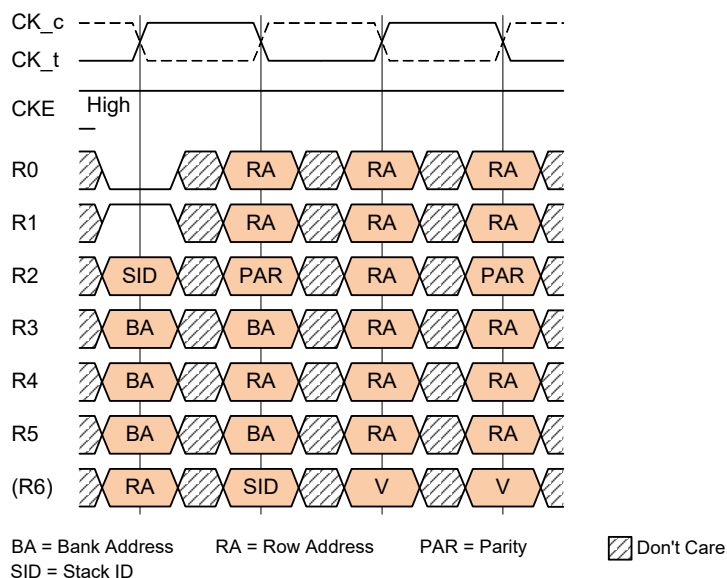 CK_c
CK_t
CKE High
R0 RA RA RA
R1 RA RA RA
R2 SID PAR RA PAR
R3 BA BA RA RA
R4 BA RA RA RA
R5 BA BA RA RA
(R6) RA SID V V
BA = Bank Address RA = Row Address PAR = Parity Don't Care
SID = Stack ID